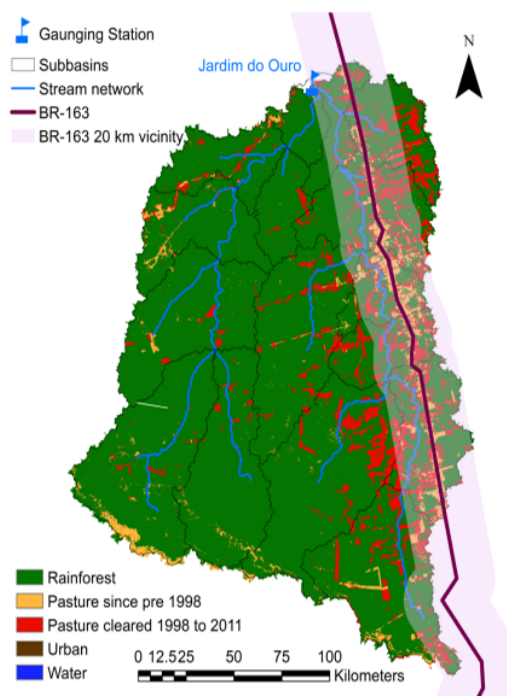 Gaunging Station
Subbasins
Stream network
BR-163
BR-163 20 km vicinity
Jardim do Ouro
N
Rainforest
Pasture since pre 1998
Pasture cleared 1998 to 2011
Urban
Water
0 12.525 50 75 100
Kilometers